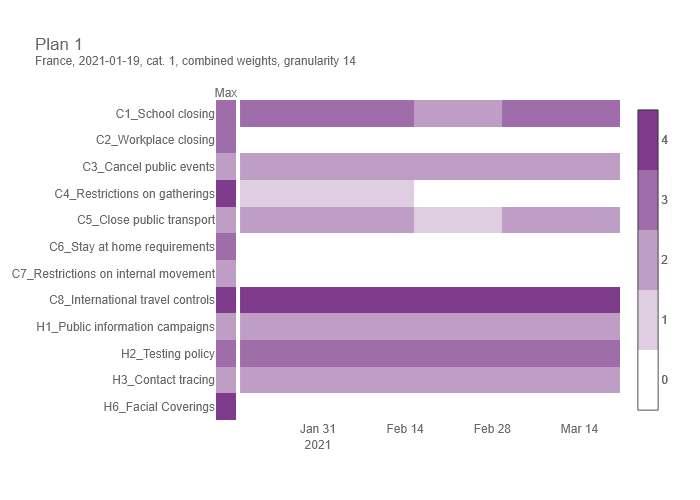 Plan 1
France, 2021-01-19, cat. 1, combined weights, granularity 14
Max
C1_School closing
C2_Workplace closing
C3_Cancel public events
C4_Restrictions on gatherings
C5_Close public transport
C6_Stay at home requirements
C7_Restrictions on internal movement
C8_International travel controls
H1_Public information campaigns
H2_Testing policy
H3_Contact tracing
H6_Facial Coverings
Jan 31 Feb 14 Feb 28 Mar 14
2021
4
3
2
1
0